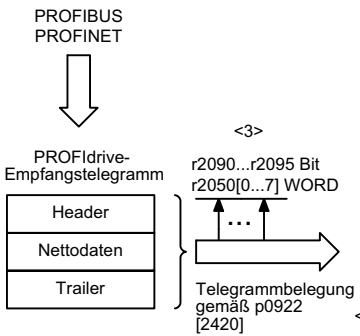 PROFIBUS
PROFINET
<3>
PROFIdrive-
Empfangstelegramm
r2090...r2095 Bit
r2050[0...7] WORD
...
Header
Nettodaten
Trailer
Telegrammbelegung
gemäß p0922
[2420]
<